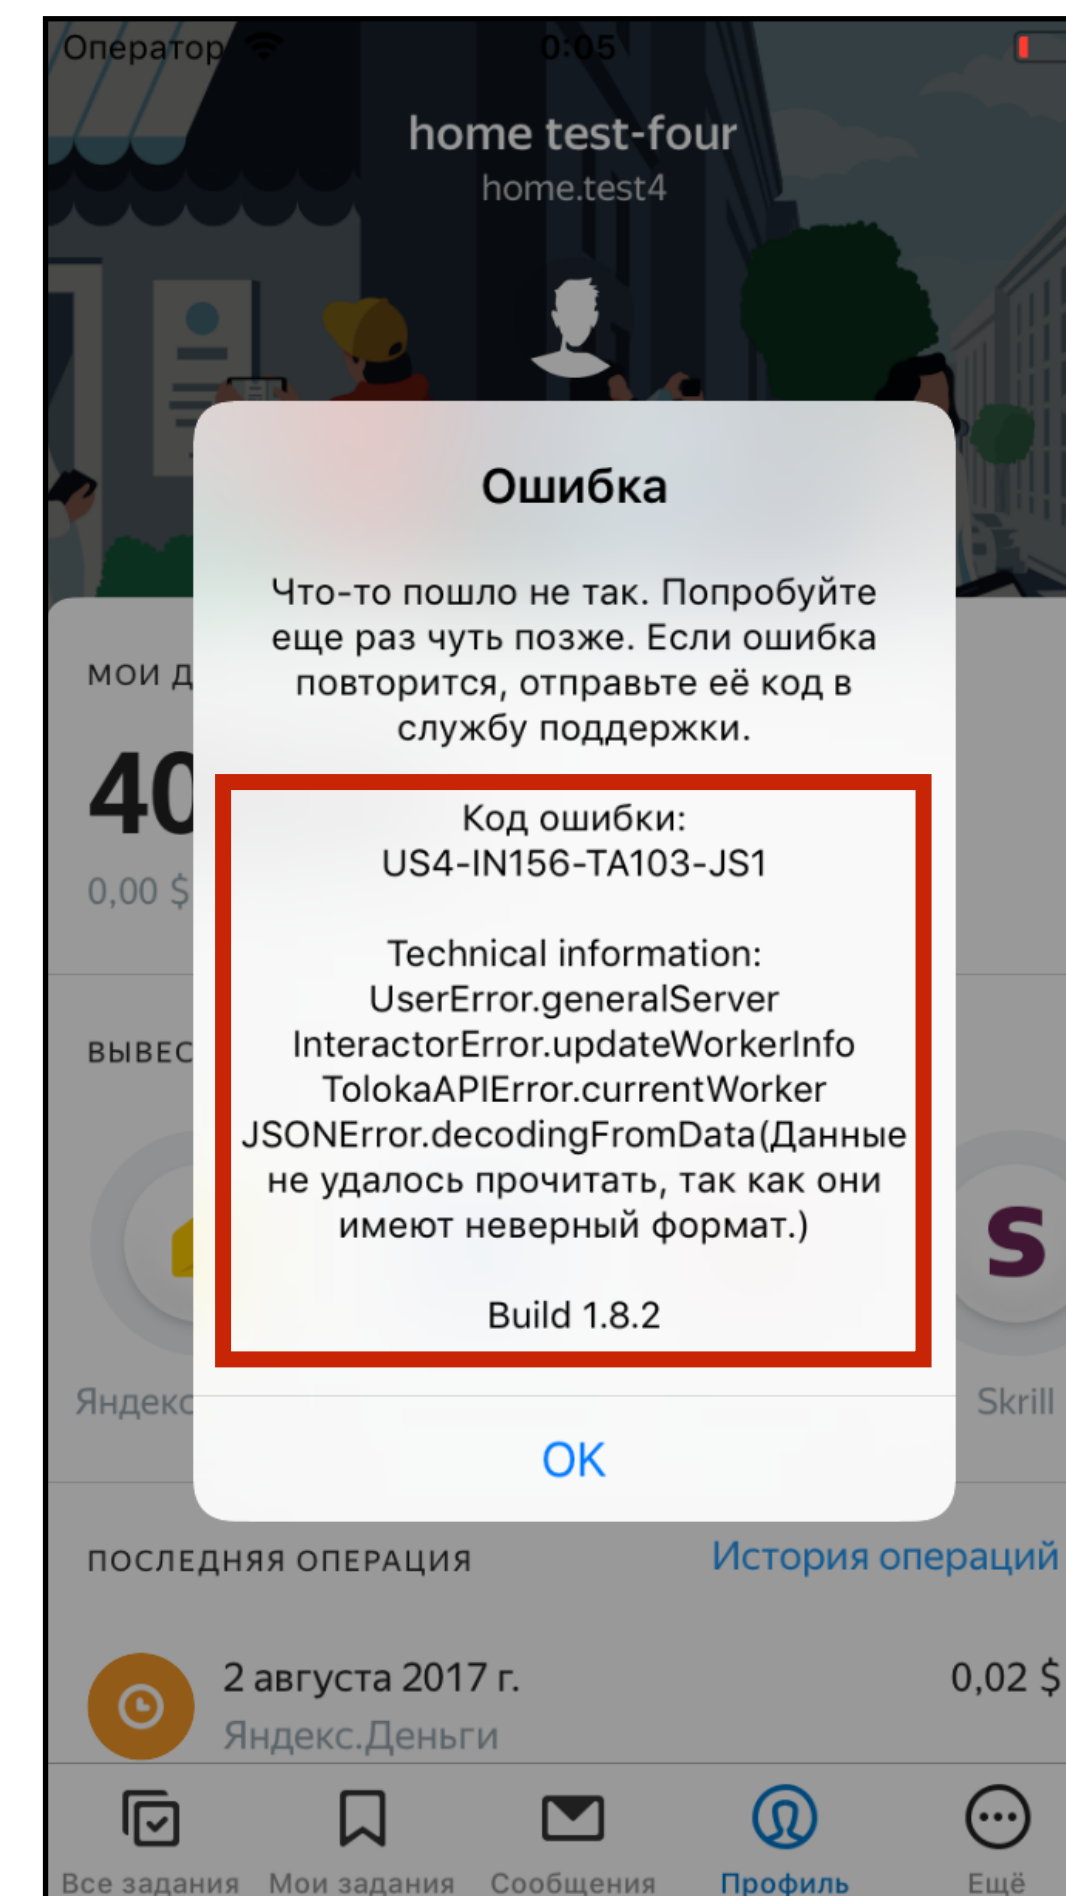 Оператор 0:05
home test-four
home.test4
Ошибка
Что-то пошло не так. Попробуйте
еще раз чуть позже. Если ошибка
повторится, отправьте её код в
службу поддержки.
МОИ Д
40
0,00 $
Код ошибки:
US4-IN156-TA103-JS1
Technical information:
UserError.generalServer
InteractorError.updateWorkerInfo
TolokaAPIError.currentWorker
JSONError.decodingFromData(Данные
не удалось прочитать, так как они
имеют неверный формат.)
Build 1.8.2
ВЫВЕС
S
Яндекс
Skrill
OK
ПОСЛЕДНЯЯ ОПЕРАЦИЯ История операций
2 августа 2017 г. 0,02 $
Яндекс.Деньги
Все задания Мои задания Сообщения Профиль Ещё